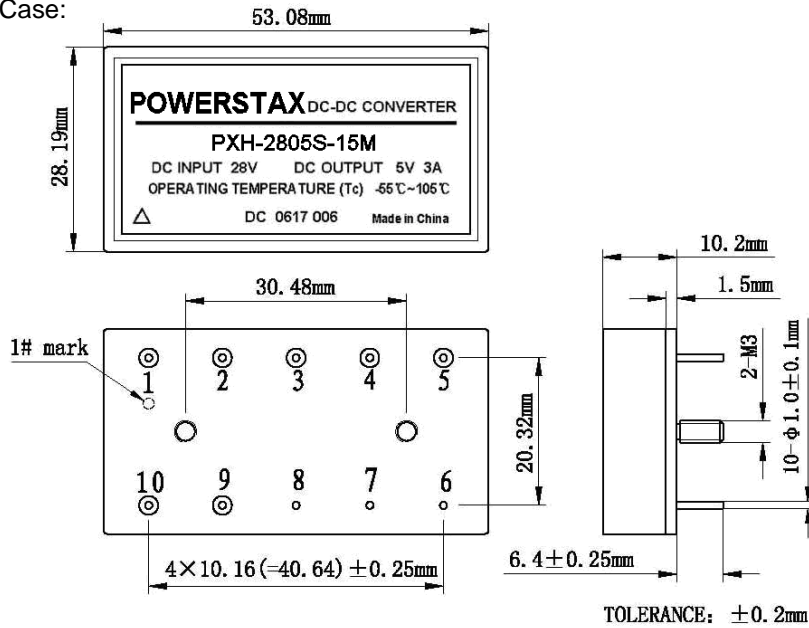 Case:
53.08mm
28.19mm
POWERSTAX DC-DC CONVERTER
PXH-2805S-15M
DC INPUT 28V DC OUTPUT 5V 3A
OPERATING TEMPERATURE (Tc) -55℃~105℃
△ DC 0617 006 Made in China
10.2mm
1.5mm
30.48mm
1# mark
1 2 3 4 5
20.32mm
2-M3
10-φ1.0±0.1mm
10 9 8 7 6
4×10.16(=40.64)±0.25mm
6.4±0.25mm
TOLERANCE: ±0.2mm